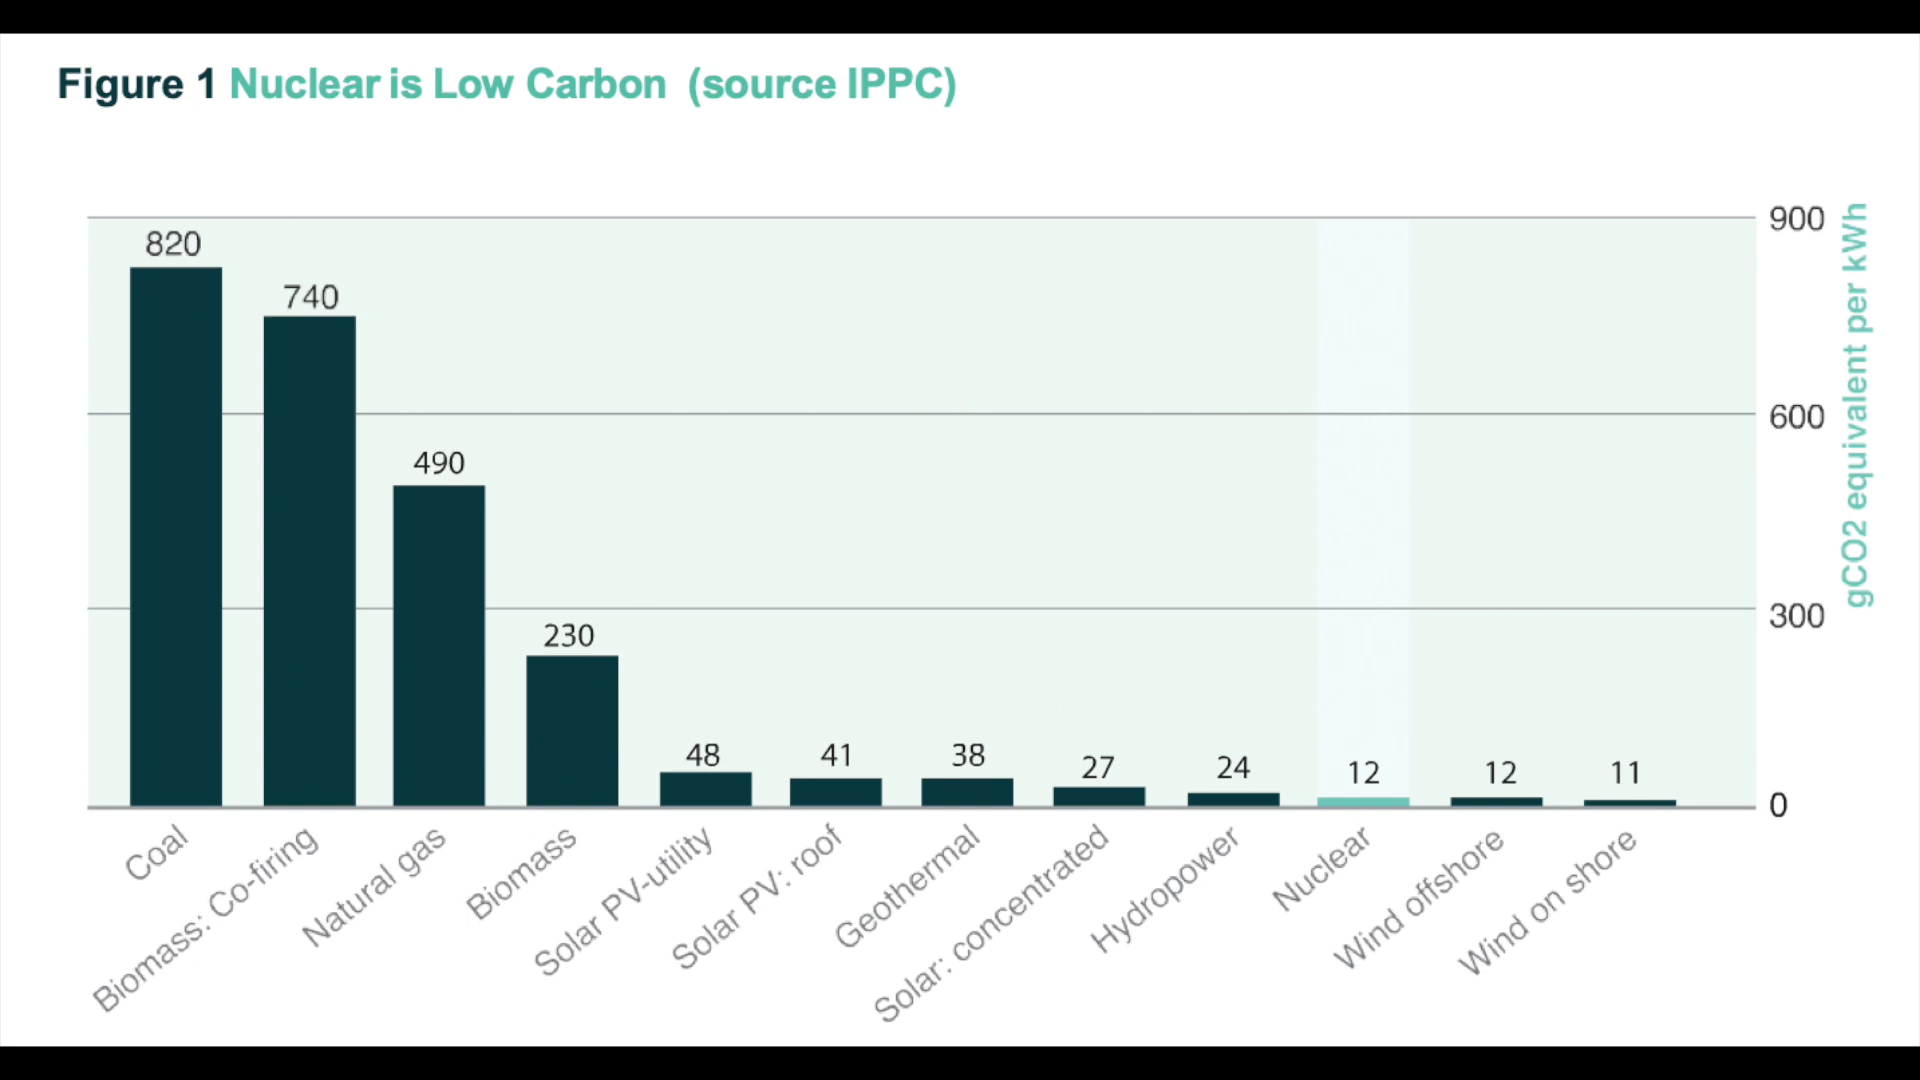 Figure 1 Nuclear is Low Carbon (source IPPC)
900
600
300
0
gCO2 equivalent per kWh
820
740
490
230
48
41
38
27
24
12
12
11
Coal
Biomass: Co-firing
Natural gas
Biomass
Solar PV-utility
Solar PV: roof
Geothermal
Solar: concentrated
Hydropower
Nuclear
Wind offshore
Wind on shore